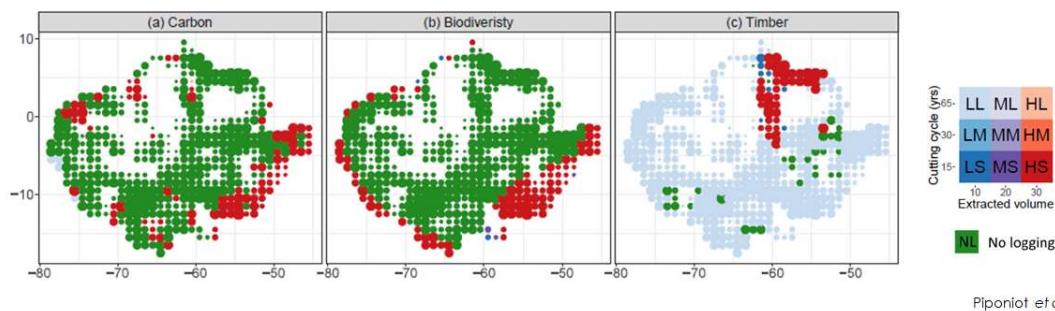 (a) Carbon
(b) Biodiveristy
(c) Timber
10
0
−10
−80 −70 −60 −50 −80 −70 −60 −50 −80 −70 −60 −50
Cutting cycle (yrs)
65- LL ML HL
30- LM MM HM
15- LS MS HS
10 20 30
Extracted volume
NL No logging
Piponiot et